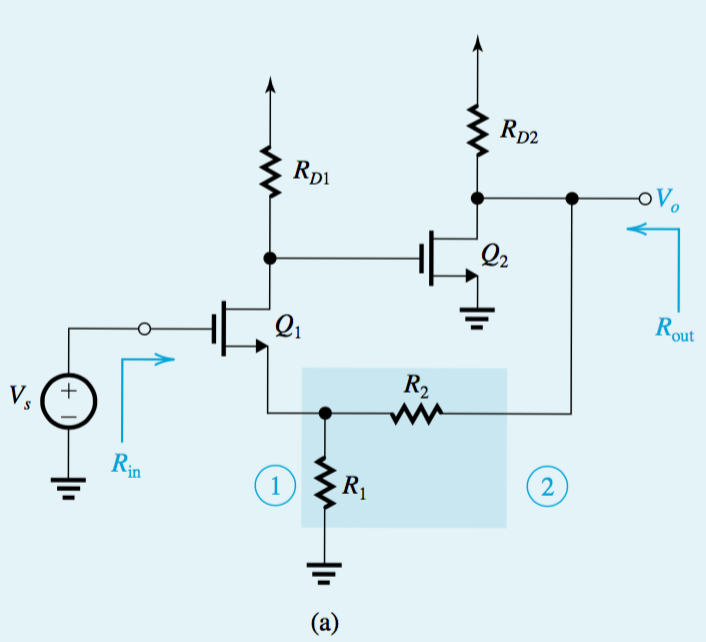 R_D2
R_D1
V_o
Q_2
Q_1
R_out
R_2
V_s
+
−
R_in
1
R_1
2
(a)